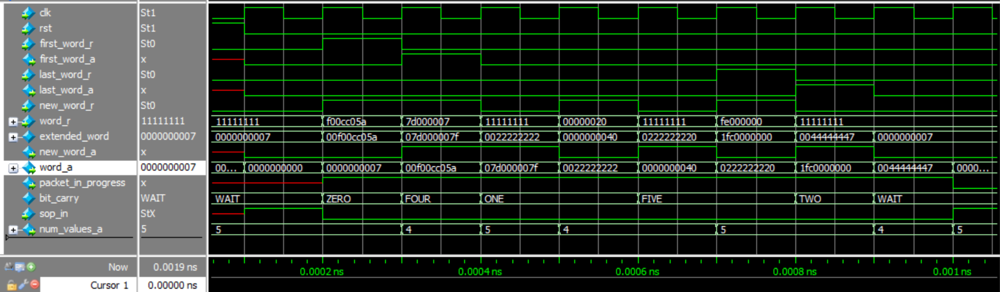 clk St1
rst St1
first_word_r St0
first_word_a x
last_word_r St0
last_word_a x
new_word_r St0
word_r 11111111 11111111 f00cc05a 7d000007 11111111 00000020 11111111 fe000000 11111111
extended_word 0000000007 0000000007 00f00cc05a 07d000007f 0022222222 0000000040 0222222220 1fc0000000 0044444447 0000000007
new_word_a x
word_a 0000000007 00... 0000000000 0000000007 00f00cc05a 07d000007f 0022222222 0000000040 0222222220 1fc0000000 0044444447 0000...
packet_in_progress x
bit_carry WAIT WAIT ZERO FOUR ONE FIVE TWO WAIT
sop_in StX
num_values_a 5 5 4 5 4 5 4 5
Now 0.0019 ns 0.0002 ns 0.0004 ns 0.0006 ns 0.0008 ns 0.001 ns
Cursor 1 0.00000 ns